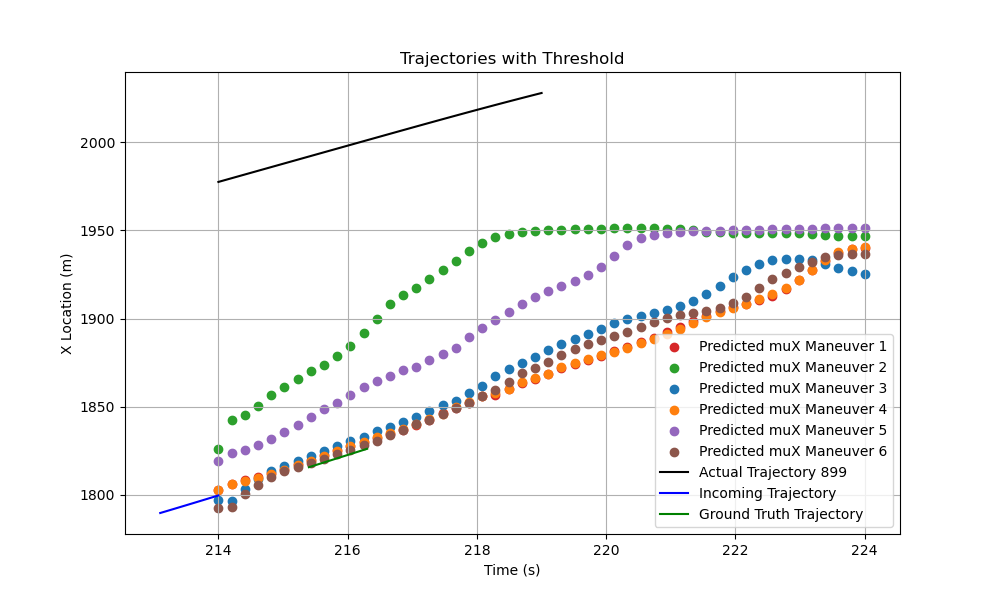 Trajectories with Threshold
X Location (m)
2000
1950
1900
1850
1800
214
216
218
220
222
224
Time (s)
Predicted muX Maneuver 1
Predicted muX Maneuver 2
Predicted muX Maneuver 3
Predicted muX Maneuver 4
Predicted muX Maneuver 5
Predicted muX Maneuver 6
Actual Trajectory 899
Incoming Trajectory
Ground Truth Trajectory